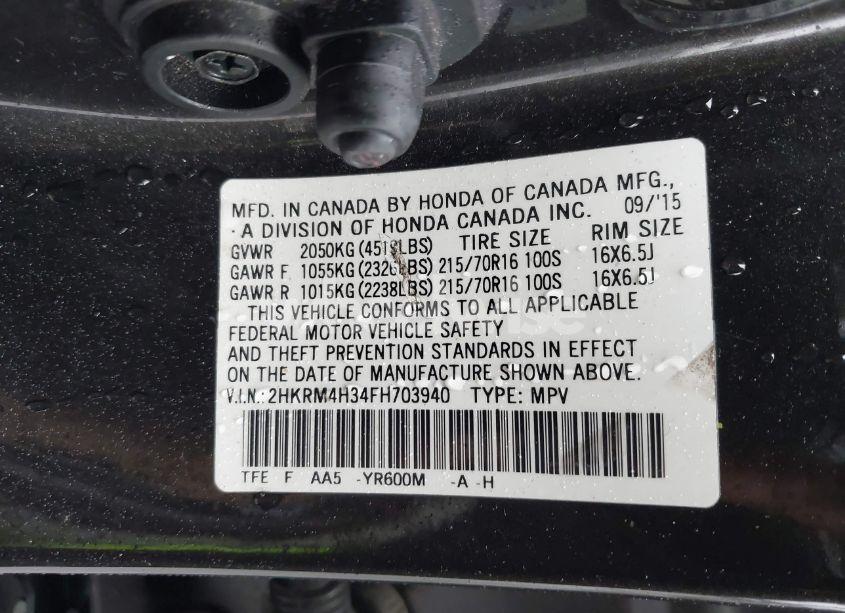 MFD. IN CANADA BY HONDA OF CANADA MFG.,
·A DIVISION OF HONDA CANADA INC. 09/'15
GVWR 2050KG (4519LBS) TIRE SIZE RIM SIZE
GAWR F 1055KG 215/70R16 100S 16X6.5J
GAWR R 1015KG (2238LBS) 215/70R16 100S 16X6.5J
THIS VEHICLE CONFORMS TO ALL APPLICABLE
FEDERAL MOTOR VEHICLE SAFETY
AND THEFT PREVENTION STANDARDS IN EFFECT
ON THE DATE OF MANUFACTURE SHOWN ABOVE.
V.I.N.: 2HKRM4H34FH703940 TYPE: MPV
TFE F AA5 -YR600M -A -H